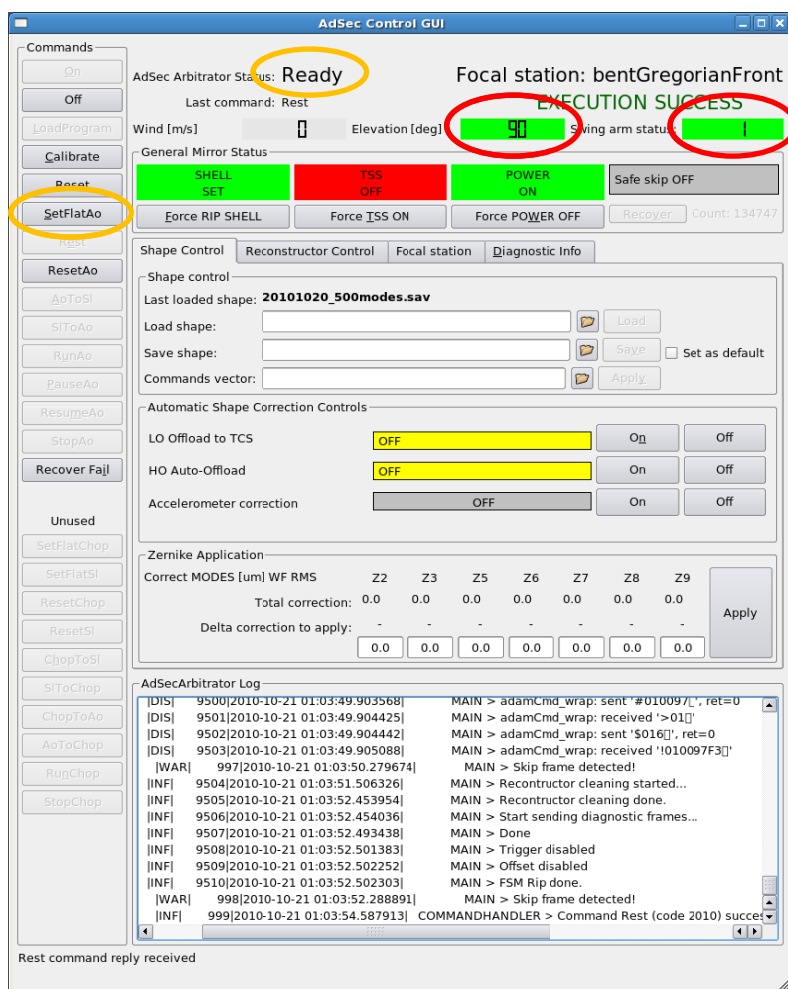 AdSec Control GUI
Commands
On
Off
LoadProgram
Calibrate
Reset
SetFlatAo
Rest
ResetAo
AoToSl
SlToAo
RunAo
PauseAo
ResumeAo
StopAo
Recover Fail
Unused
SetFlatChop
SetFlatSl
ResetChop
ResetSl
ChopToSl
SlToChop
ChopToAo
AoToChop
RunChop
StopChop
AdSec Arbitrator Status: Ready
Focal station: bentGregorianFront
Last command: Rest
EXECUTION SUCCESS
Wind [m/s] 0 Elevation [deg] 90 Swing arm status: 1
General Mirror Status
SHELL SET
TSS OFF
POWER ON
Safe skip OFF
Force RIP SHELL
Force TSS ON
Force POWER OFF
Recover
Count: 134747
Shape Control Reconstructor Control Focal station Diagnostic Info
Shape control
Last loaded shape: 20101020_500modes.sav
Load shape: Load
Save shape: Save Set as default
Commands vector: Apply
Automatic Shape Correction Controls
LO Offload to TCS OFF On Off
HO Auto-Offload OFF On Off
Accelerometer correction OFF On Off
Zernike Application
Correct MODES [um] WF RMS Z2 Z3 Z5 Z6 Z7 Z8 Z9
Total correction: 0.0 0.0 0.0 0.0 0.0 0.0 0.0
Delta correction to apply: - - - - - - -
0.0 0.0 0.0 0.0 0.0 0.0 0.0
Apply
AdSecArbitrator Log
|DIS| 9500|2010-10-21 01:03:49.903568| MAIN > adamCmd_wrap: sent '#010097▯', ret=0
|DIS| 9501|2010-10-21 01:03:49.904425| MAIN > adamCmd_wrap: received '>01▯'
|DIS| 9502|2010-10-21 01:03:49.904442| MAIN > adamCmd_wrap: sent '$016▯', ret=0
|DIS| 9503|2010-10-21 01:03:49.905088| MAIN > adamCmd_wrap: received '!010097F3▯'
|WAR| 997|2010-10-21 01:03:50.279674| MAIN > Skip frame detected!
|INF| 9504|2010-10-21 01:03:51.506326| MAIN > Recontructor cleaning started...
|INF| 9505|2010-10-21 01:03:52.453954| MAIN > Recontructor cleaning done.
|INF| 9506|2010-10-21 01:03:52.454036| MAIN > Start sending diagnostic frames...
|INF| 9507|2010-10-21 01:03:52.493438| MAIN > Done
|INF| 9508|2010-10-21 01:03:52.501383| MAIN > Trigger disabled
|INF| 9509|2010-10-21 01:03:52.502252| MAIN > Offset disabled
|INF| 9510|2010-10-21 01:03:52.502303| MAIN > FSM Rip done.
|WAR| 998|2010-10-21 01:03:52.288891| MAIN > Skip frame detected!
|INF| 999|2010-10-21 01:03:54.587913| COMMANDHANDLER > Command Rest (code 2010) succes
Rest command reply received